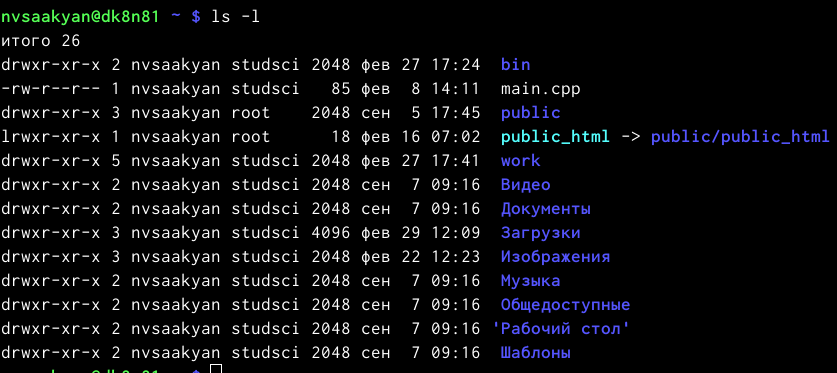 nvsaakyan@dk8n81 ~ $ ls -l
итого 26
drwxr-xr-x 2 nvsaakyan studsci 2048 фев 27 17:24  bin
-rw-r--r-- 1 nvsaakyan studsci   85 фев  8 14:11  main.cpp
drwxr-xr-x 3 nvsaakyan root    2048 сен  5 17:45  public
lrwxr-xr-x 1 nvsaakyan root      18 фев 16 07:02  public_html -> public/public_html
drwxr-xr-x 5 nvsaakyan studsci 2048 фев 27 17:41  work
drwxr-xr-x 2 nvsaakyan studsci 2048 сен  7 09:16  Видео
drwxr-xr-x 2 nvsaakyan studsci 2048 сен  7 09:16  Документы
drwxr-xr-x 3 nvsaakyan studsci 4096 фев 29 12:09  Загрузки
drwxr-xr-x 3 nvsaakyan studsci 2048 фев 22 12:23  Изображения
drwxr-xr-x 2 nvsaakyan studsci 2048 сен  7 09:16  Музыка
drwxr-xr-x 2 nvsaakyan studsci 2048 сен  7 09:16  Общедоступные
drwxr-xr-x 2 nvsaakyan studsci 2048 сен  7 09:16 'Рабочий стол'
drwxr-xr-x 2 nvsaakyan studsci 2048 сен  7 09:16  Шаблоны
nvsaakyan@dk8n81 ~ $